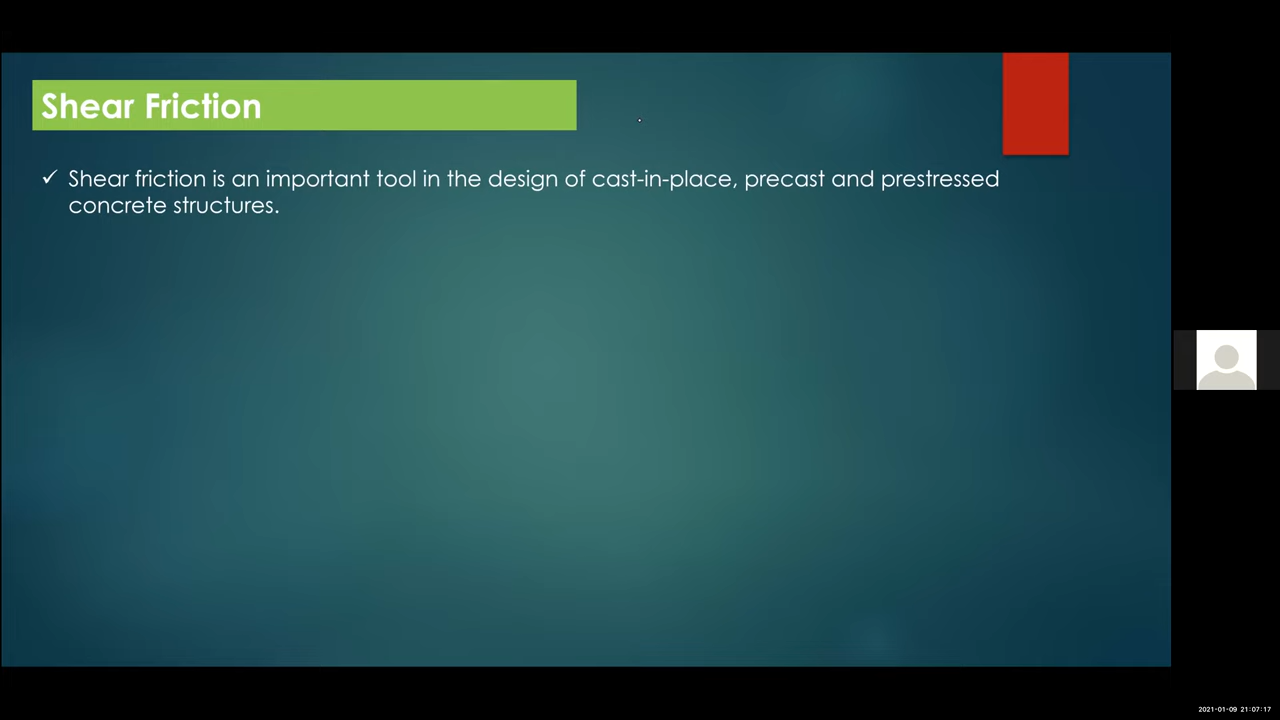 Shear Friction
✓ Shear friction is an important tool in the design of cast-in-place, precast and prestressed
concrete structures.
2021-01-09 21:07:17